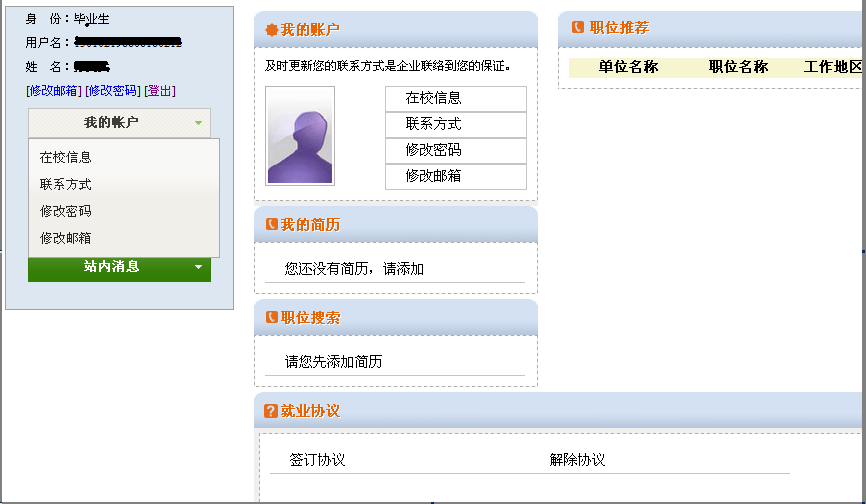 身　份：毕业生
用户名：
姓　名：
[修改邮箱] [修改密码] [登出]
我的帐户
在校信息
联系方式
修改密码
修改邮箱
站内消息
我的账户
及时更新您的联系方式是企业联络到您的保证。
在校信息
联系方式
修改密码
修改邮箱
我的简历
您还没有简历，请添加
职位搜索
请您先添加简历
职位推荐
单位名称 职位名称 工作地区
就业协议
签订协议 解除协议